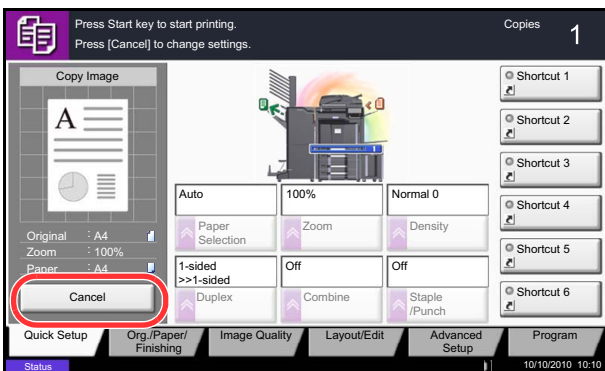 Press Start key to start printing.
Press [Cancel] to change settings.
Copies
1
Copy Image
A
Original : A4
Zoom : 100%
Paper : A4
Cancel
1
Auto
Paper
Selection
100%
Zoom
Normal 0
Density
1-sided
>>1-sided
Duplex
Off
Combine
Off
Staple
/Punch
Shortcut 1
Shortcut 2
Shortcut 3
Shortcut 4
Shortcut 5
Shortcut 6
Quick Setup
Org./Paper/
Finishing
Image Quality
Layout/Edit
Advanced
Setup
Program
Status
10/10/2010 10:10